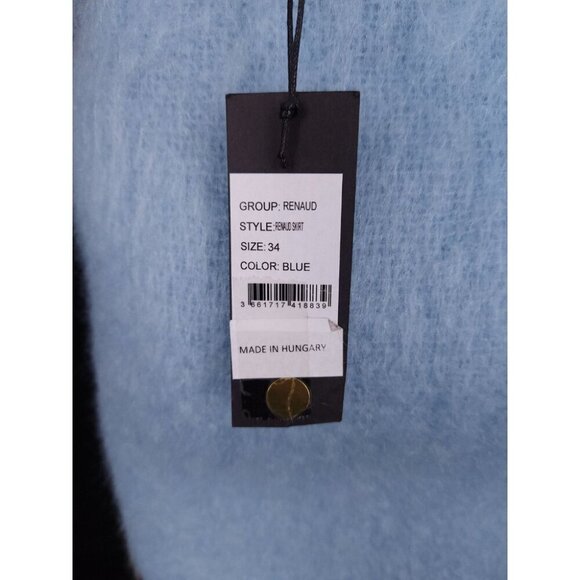 GROUP: RENAUD
STYLE: RENAUD SKIRT
SIZE: 34
COLOR: BLUE
3 661717 418839
MADE IN HUNGARY